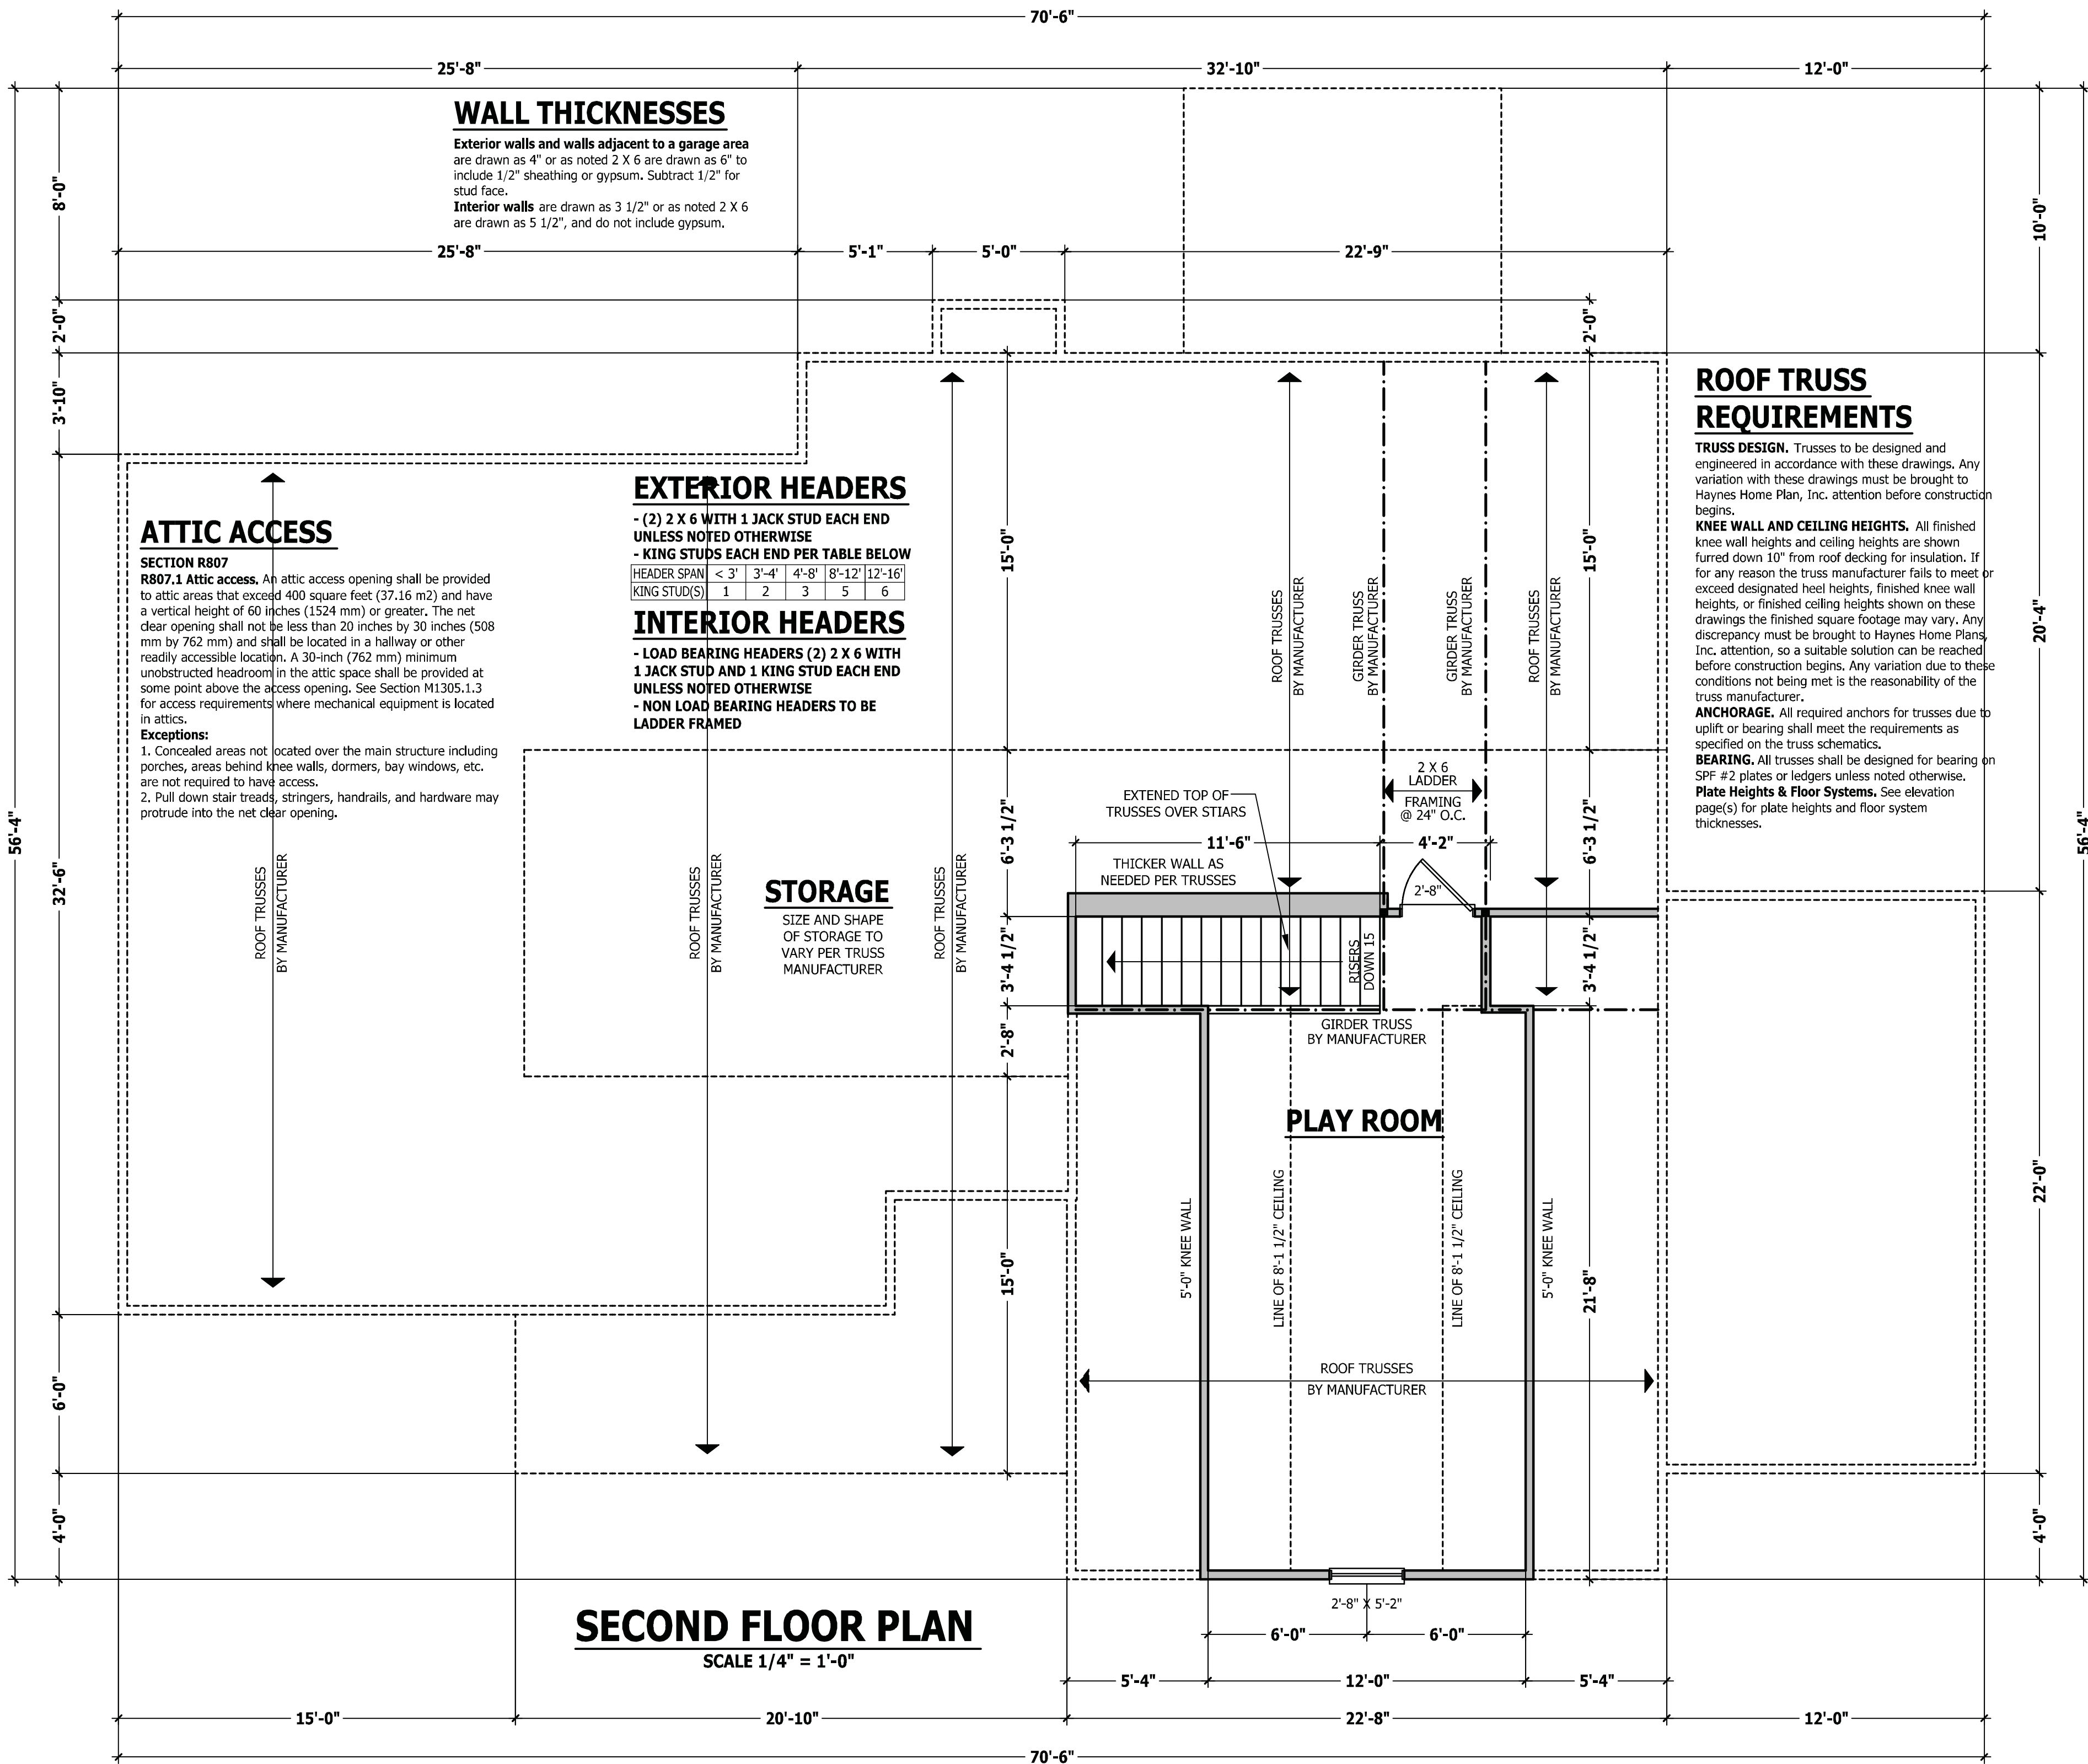 70'-6"
25'-8"
32'-10"
12'-0"
WALL THICKNESSES
Exterior walls and walls adjacent to a garage area
are drawn as 4" or as noted 2 X 6 are drawn as 6" to
include 1/2" sheathing or gypsum. Subtract 1/2" for
stud face.
Interior walls are drawn as 3 1/2" or as noted 2 X 6
are drawn as 5 1/2", and do not include gypsum.
8'-0"
10'-0"
25'-8"
5'-1"
5'-0"
22'-9"
2'-0"
2'-0"
3'-10"
ROOF TRUSS
REQUIREMENTS
TRUSS DESIGN. Trusses to be designed and
engineered in accordance with these drawings. Any
variation with these drawings must be brought to
Haynes Home Plan, Inc. attention before construction
begins.
KNEE WALL AND CEILING HEIGHTS. All finished
knee wall heights and ceiling heights are shown
furred down 10" from roof decking for insulation. If
for any reason the truss manufacturer fails to meet or
exceed designated heel heights, finished knee wall
heights, or finished ceiling heights shown on these
drawings the finished square footage may vary. Any
discrepancy must be brought to Haynes Home Plans,
Inc. attention, so a suitable solution can be reached
before construction begins. Any variation due to these
conditions not being met is the reasonability of the
truss manufacturer.
ANCHORAGE. All required anchors for trusses due to
uplift or bearing shall meet the requirements as
specified on the truss schematics.
BEARING. All trusses shall be designed for bearing on
SPF #2 plates or ledgers unless noted otherwise.
Plate Heights & Floor Systems. See elevation
page(s) for plate heights and floor system
thicknesses.
ATTIC ACCESS
SECTION R807
R807.1 Attic access. An attic access opening shall be provided
to attic areas that exceed 400 square feet (37.16 m2) and have
a vertical height of 60 inches (1524 mm) or greater. The net
clear opening shall not be less than 20 inches by 30 inches (508
mm by 762 mm) and shall be located in a hallway or other
readily accessible location. A 30-inch (762 mm) minimum
unobstructed headroom in the attic space shall be provided at
some point above the access opening. See Section M1305.1.3
for access requirements where mechanical equipment is located
in attics.
Exceptions:
1. Concealed areas not ocated over the main structure including
porches, areas behind knee walls, dormers, bay windows, etc.
are not required to have access.
2. Pull down stair treads, stringers, handrails, and hardware may
protrude into the net clear opening.
EXTERIOR HEADERS
- (2) 2 X 6 WITH 1 JACK STUD EACH END
UNLESS NOTED OTHERWISE
- KING STUDS EACH END PER TABLE BELOW
HEADER SPAN < 3' 3'-4' 4'-8' 8'-12' 12'-16'
KING STUD(S) 1 2 3 5 6
INTERIOR HEADERS
- LOAD BEARING HEADERS (2) 2 X 6 WITH
1 JACK STUD AND 1 KING STUD EACH END
UNLESS NOTED OTHERWISE
- NON LOAD BEARING HEADERS TO BE
LADDER FRAMED
15'-0"
15'-0"
20'-4"
ROOF TRUSSES
BY MANUFACTURER
GIRDER TRUSS
BY MANUFACTURER
GIRDER TRUSS
BY MANUFACTURER
ROOF TRUSSES
BY MANUFACTURER
2 X 6
LADDER
FRAMING
@ 24" O.C.
EXTENED TOP OF
TRUSSES OVER STIARS
56'-4"
32'-6"
6'-3 1/2"
6'-3 1/2"
56'-4"
11'-6"
4'-2"
THICKER WALL AS
NEEDED PER TRUSSES
2'-8"
ROOF TRUSSES
BY MANUFACTURER
ROOF TRUSSES
BY MANUFACTURER
STORAGE
SIZE AND SHAPE
OF STORAGE TO
VARY PER TRUSS
MANUFACTURER
ROOF TRUSSES
BY MANUFACTURER
3'-4 1/2"
RISERS
DOWN 15
3'-4 1/2"
2'-8"
GIRDER TRUSS
BY MANUFACTURER
PLAY ROOM
22'-0"
15'-0"
5'-0" KNEE WALL
LINE OF 8'-1 1/2" CEILING
LINE OF 8'-1 1/2" CEILING
5'-0" KNEE WALL
21'-8"
6'-0"
ROOF TRUSSES
BY MANUFACTURER
4'-0"
4'-0"
2'-8" X 5'-2"
SECOND FLOOR PLAN
SCALE 1/4" = 1'-0"
6'-0"
6'-0"
5'-4"
12'-0"
5'-4"
15'-0"
20'-10"
22'-8"
12'-0"
70'-6"